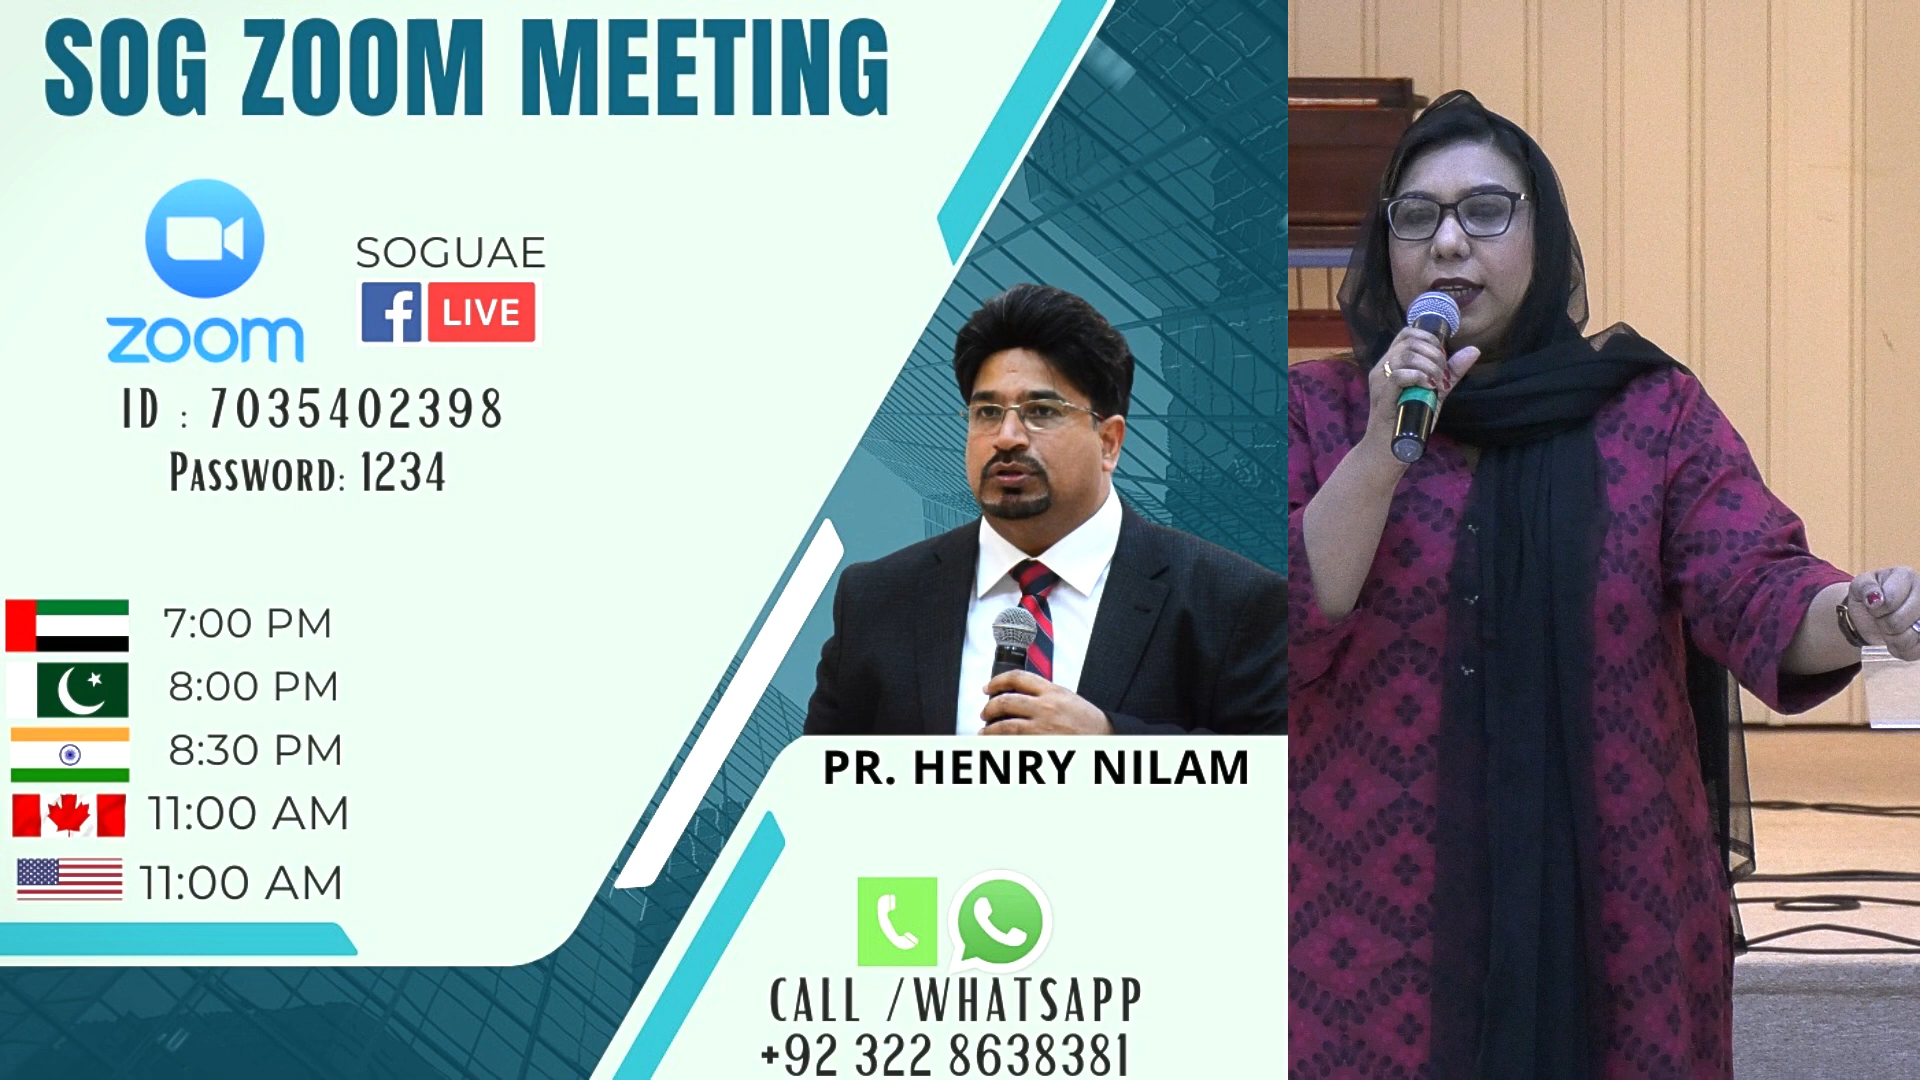 SOG ZOOM MEETING
zoom
SOGUAE
f LIVE
ID : 7035402398
PASSWORD: 1234
7:00 PM
8:00 PM
8:30 PM
11:00 AM
11:00 AM
PR. HENRY NILAM
CALL /WHATSAPP
+92 322 8638381